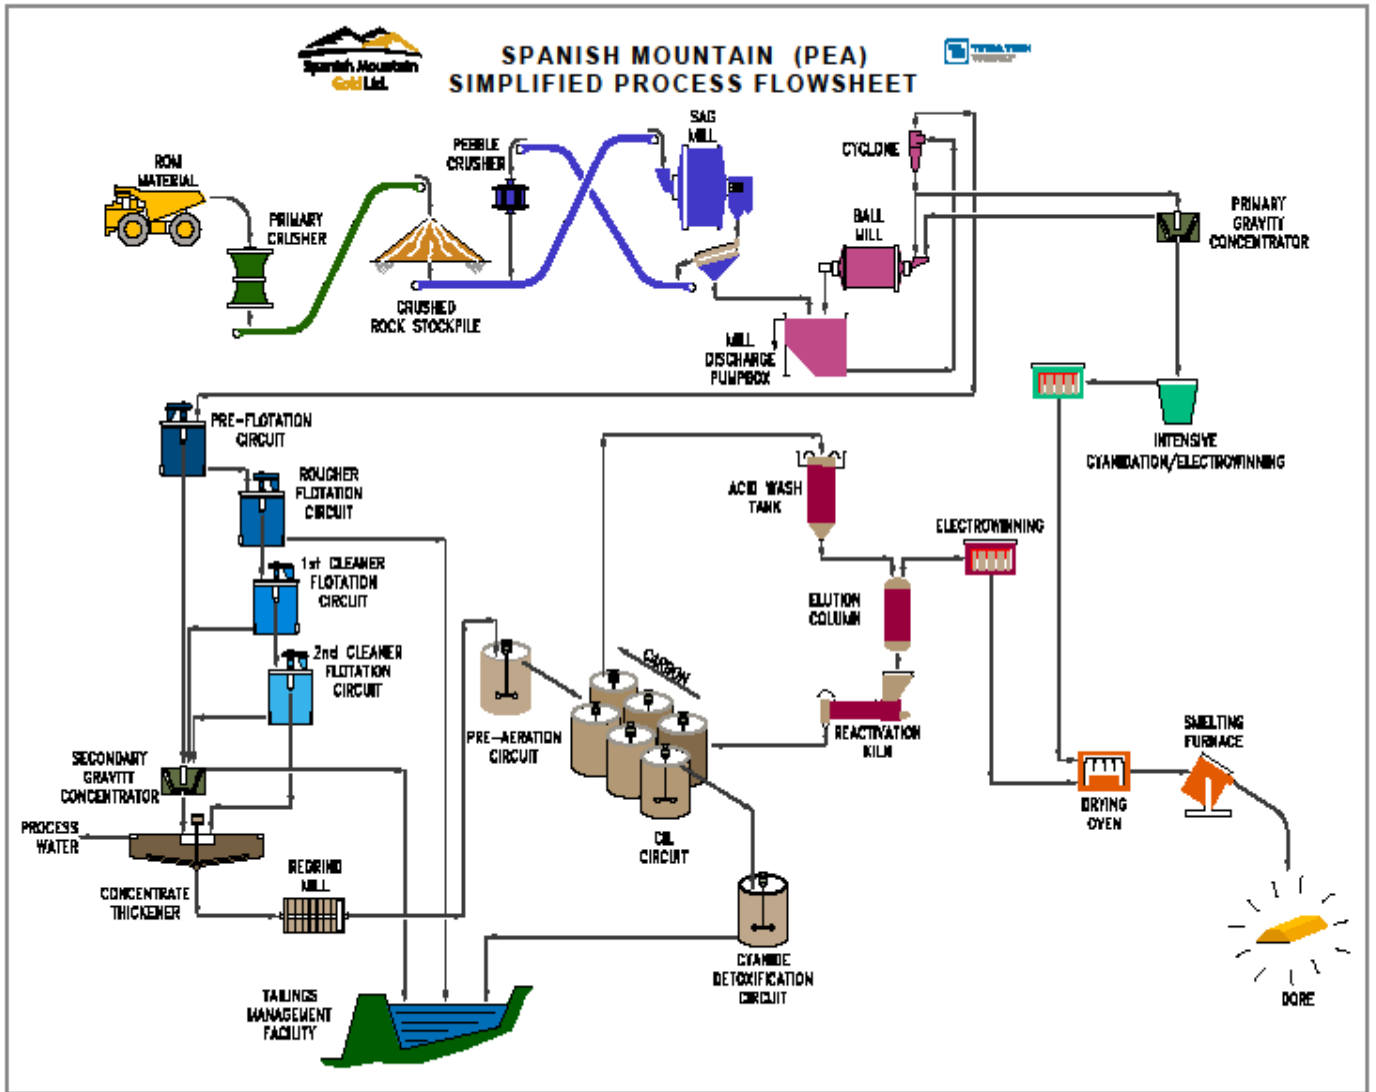 Spanish Mountain
Gold Ltd.
SPANISH MOUNTAIN (PEA)
SIMPLIFIED PROCESS FLOWSHEET
TETRA TECH
ROM
MATERIAL
PRIMARY
CRUSHER
CRUSHED
ROCK STOCKPILE
PEBBLE
CRUSHER
SAG
MILL
CYCLONE
BALL
MILL
PRIMARY
GRAVITY
CONCENTRATOR
MILL
DISCHARGE
PUMPBOX
INTENSIVE
CYANIDATION/ELECTROWINNING
PRE-FLOTATION
CIRCUIT
ROUGHER
FLOTATION
CIRCUIT
1st CLEANER
FLOTATION
CIRCUIT
2nd CLEANER
FLOTATION
CIRCUIT
ACID WASH
TANK
ELECTROWINNING
ELUTION
COLUMN
CARBON
PRE-AERATION
CIRCUIT
REACTIVATION
KILN
SECONDARY
GRAVITY
CONCENTRATOR
CIL
CIRCUIT
DRYING
OVEN
SMELTING
FURNACE
PROCESS
WATER
CONCENTRATE
THICKENER
REGRIND
MILL
CYANIDE
DETOXIFICATION
CIRCUIT
TAILINGS
MANAGEMENT
FACILITY
DORE